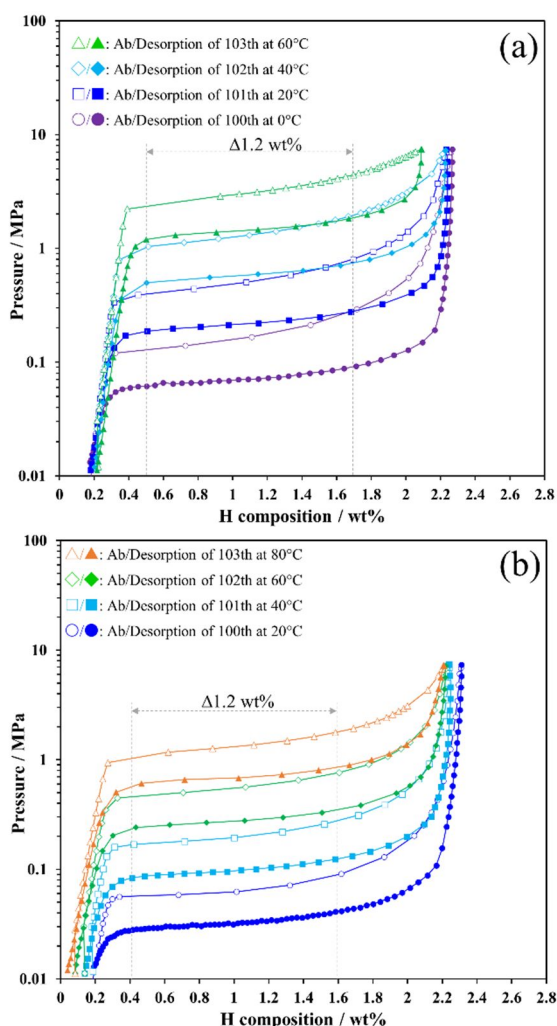 100
(a)
△/▲: Ab/Desorption of 103th at 60°C
◇/◆: Ab/Desorption of 102th at 40°C
□/■: Ab/Desorption of 101th at 20°C
○/●: Ab/Desorption of 100th at 0°C
10
Δ1.2 wt%
Pressure / MPa
1
0.1
0.01
0 0.2 0.4 0.6 0.8 1 1.2 1.4 1.6 1.8 2 2.2 2.4 2.6 2.8
H composition / wt%
100
(b)
△/▲: Ab/Desorption of 103th at 80°C
◇/◆: Ab/Desorption of 102th at 60°C
□/■: Ab/Desorption of 101th at 40°C
○/●: Ab/Desorption of 100th at 20°C
10
Δ1.2 wt%
Pressure / MPa
1
0.1
0.01
0 0.2 0.4 0.6 0.8 1 1.2 1.4 1.6 1.8 2 2.2 2.4 2.6 2.8
H composition / wt%